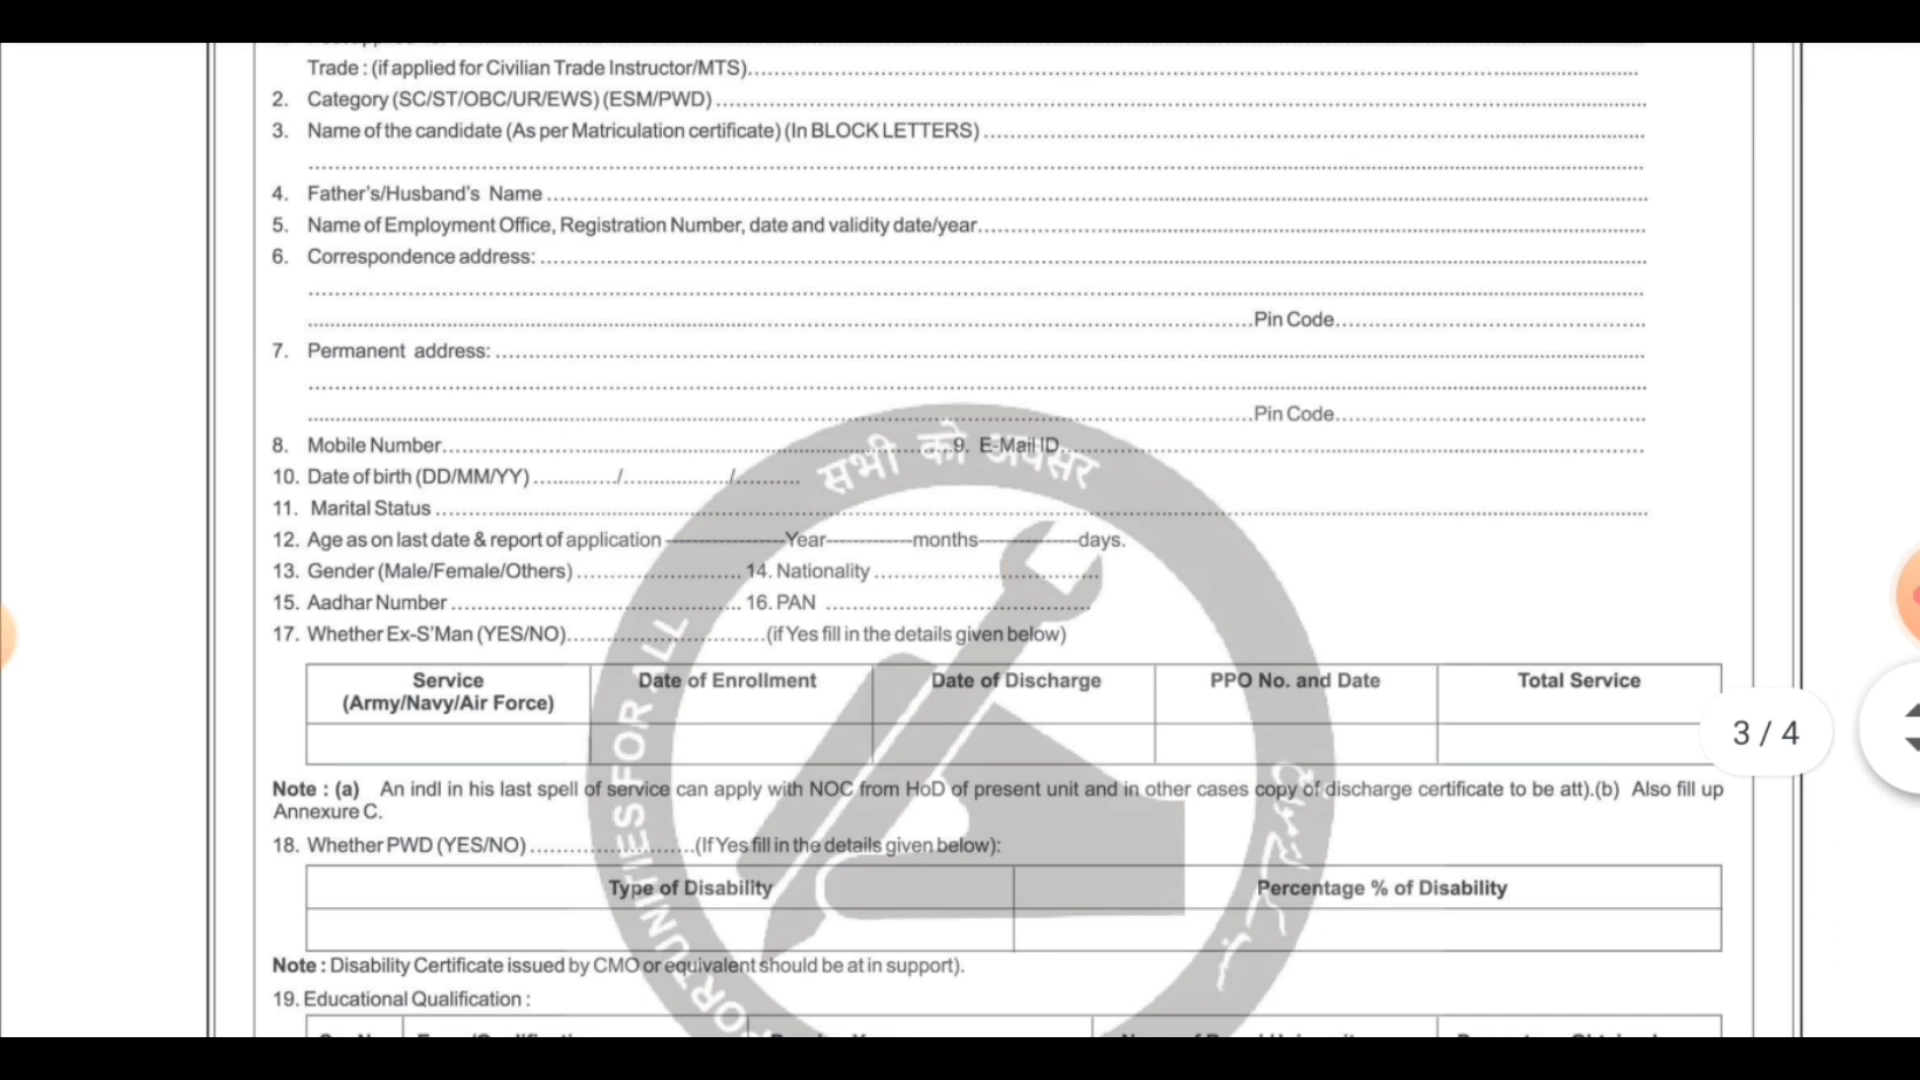 Trade : (if applied for Civilian Trade Instructor/MTS)
2. Category (SC/ST/OBC/UR/EWS) (ESM/PWD)
3. Name of the candidate (As per Matriculation certificate) (In BLOCK LETTERS)
4. Father's/Husband's Name
5. Name of Employment Office, Registration Number, date and validity date/year
6. Correspondence address:
Pin Code
7. Permanent address:
Pin Code
8. Mobile Number 9. E-Mail ID
सभी को अवसर
10. Date of birth (DD/MM/YY) / /
11. Marital Status
12. Age as on last date & report of application Year months days.
13. Gender (Male/Female/Others) 14. Nationality
15. Aadhar Number 16. PAN
17. Whether Ex-S'Man (YES/NO) (if Yes fill in the details given below)
Service (Army/Navy/Air Force) Date of Enrollment Date of Discharge PPO No. and Date Total Service
3 / 4
Note : (a) An indl in his last spell of service can apply with NOC from HoD of present unit and in other cases copy of discharge certificate to be att).(b) Also fill up
Annexure C.
18. Whether PWD (YES/NO) (If Yes fill in the details given below):
Type of Disability Percentage % of Disability
Note : Disability Certificate issued by CMO or equivalent should be at in support).
19. Educational Qualification :
FOR ALL